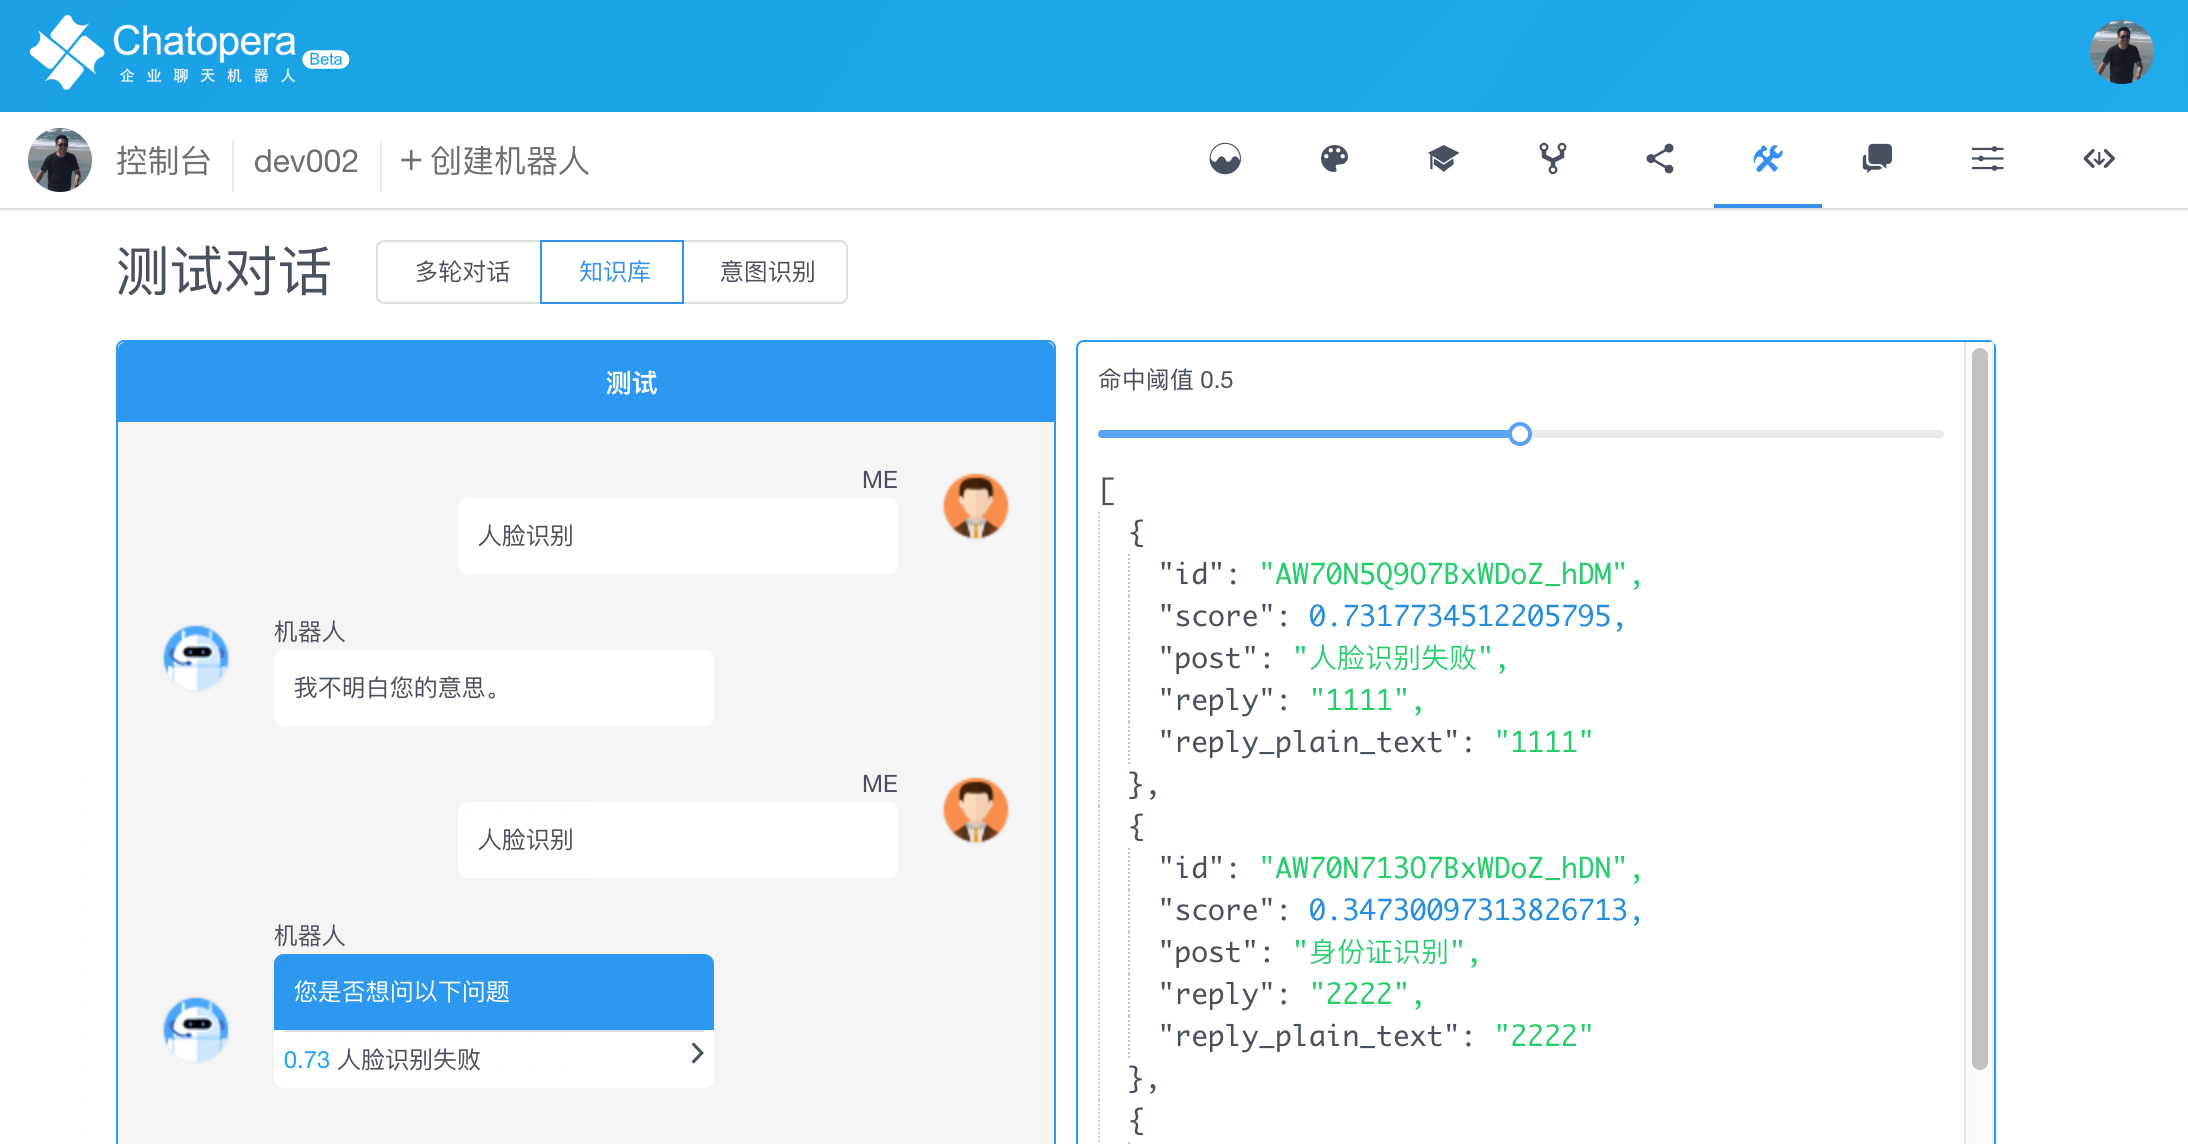 Chatopera
Beta
企业聊天机器人
控制台
dev002
+ 创建机器人
测试对话
多轮对话
知识库
意图识别
测试
ME
人脸识别
机器人
我不明白您的意思。
ME
人脸识别
机器人
您是否想问以下问题
0.73 人脸识别失败
命中阈值 0.5
[
{
"id": "AW70N5Q9O7BxWDoZ_hDM",
"score": 0.7317734512205795,
"post": "人脸识别失败",
"reply": "1111",
"reply_plain_text": "1111"
},
{
"id": "AW70N713O7BxWDoZ_hDN",
"score": 0.34730097313826713,
"post": "身份证识别",
"reply": "2222",
"reply_plain_text": "2222"
},
{